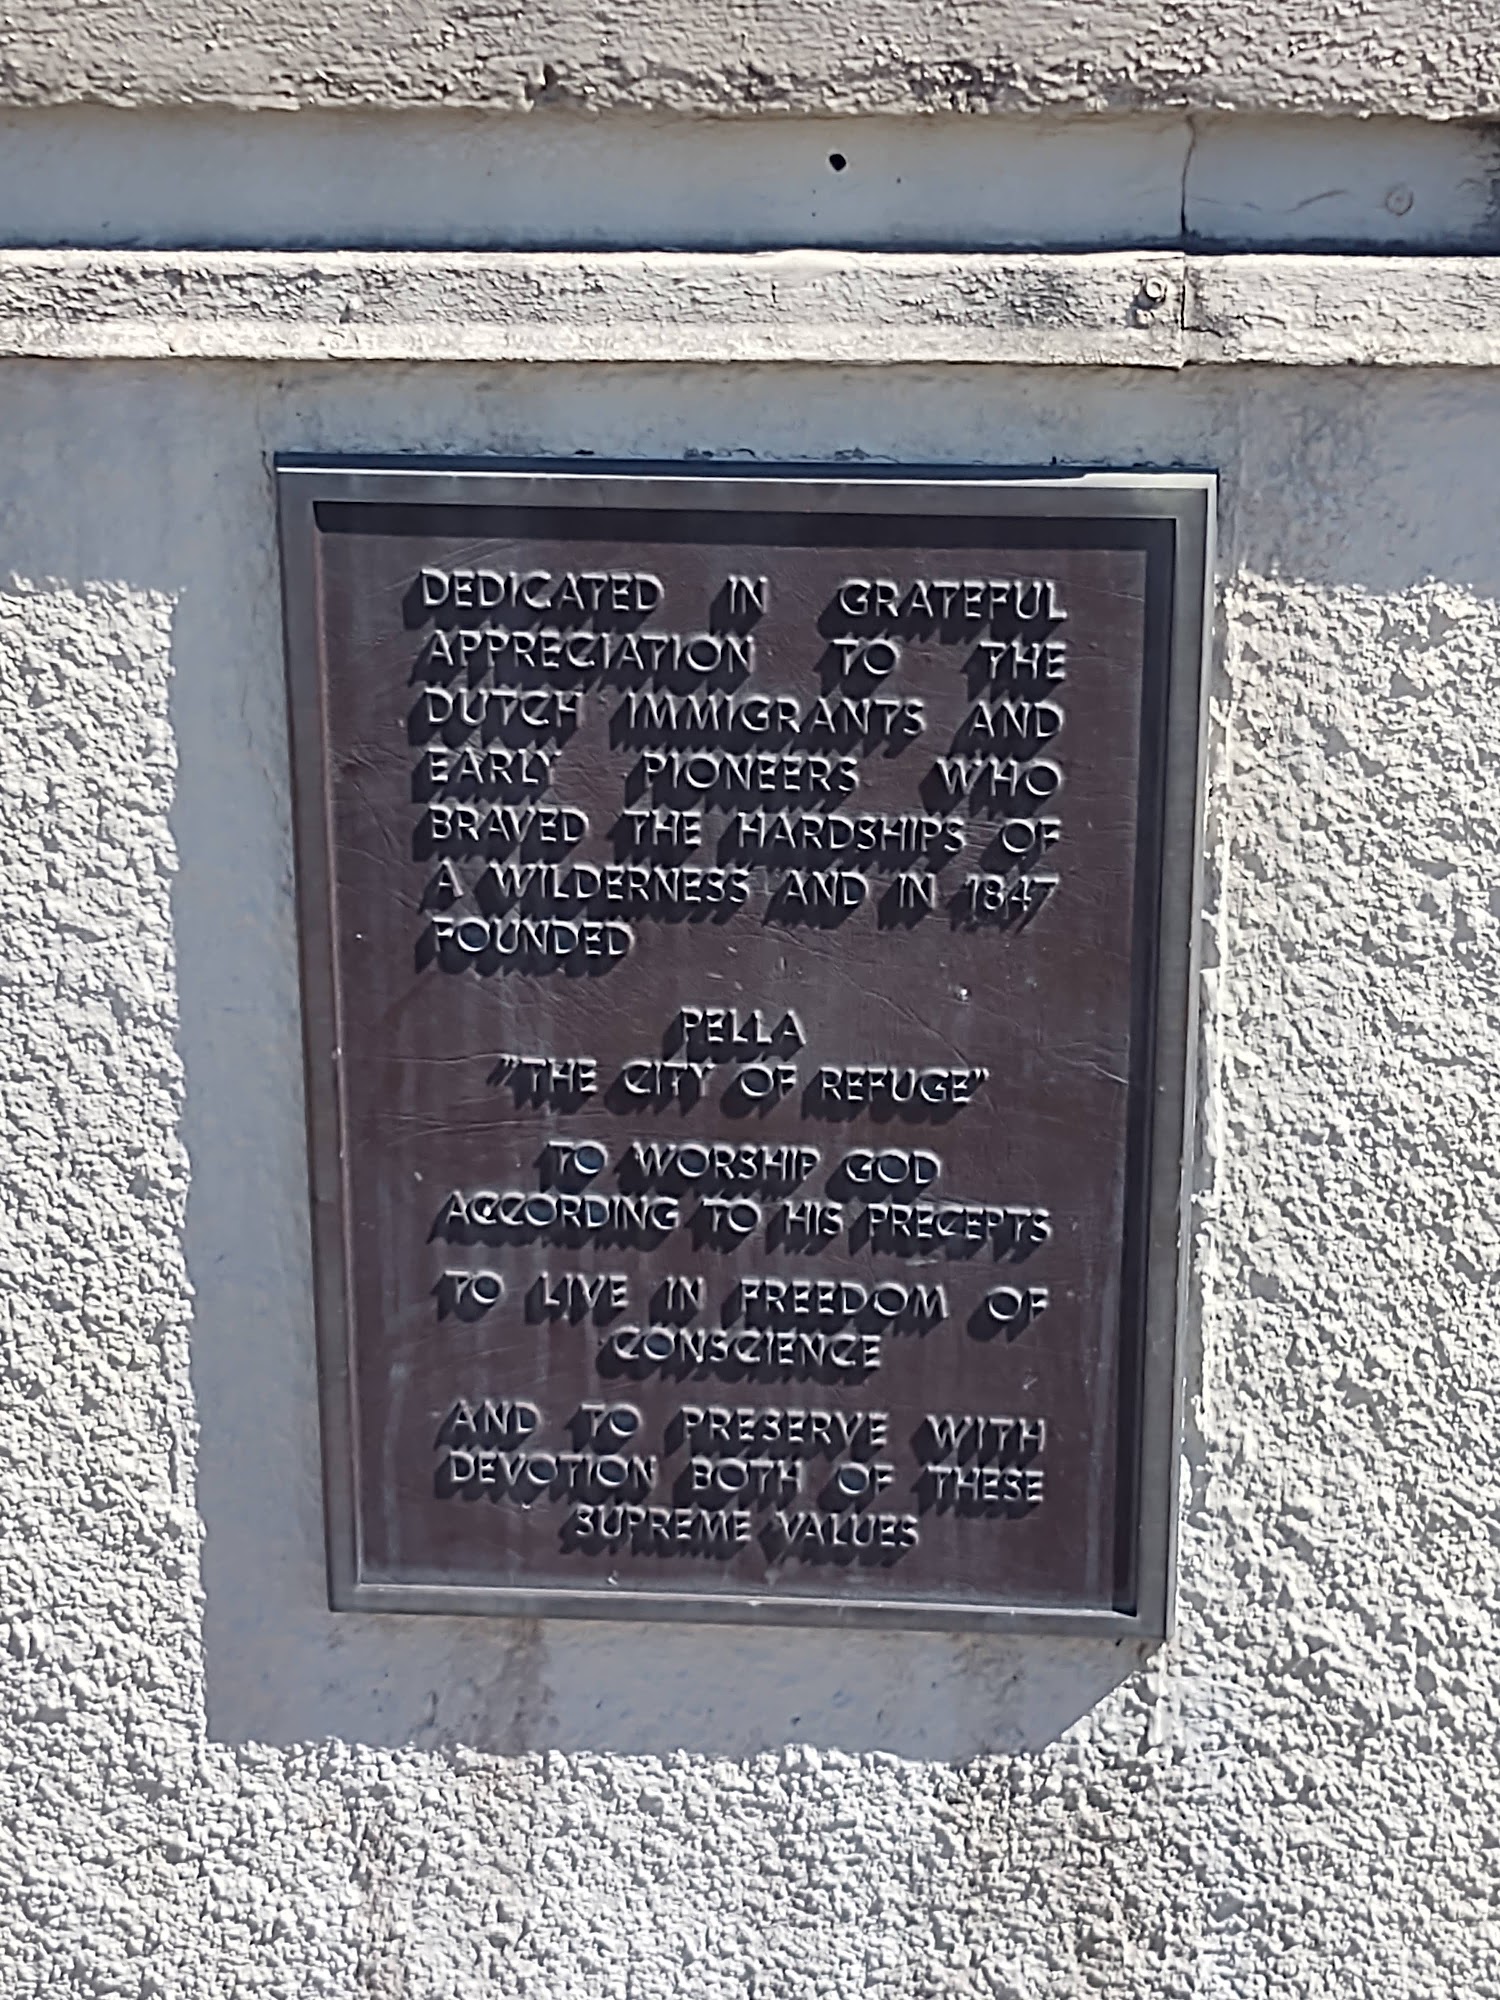 DEDICATED IN GRATEFUL
APPRECIATION TO THE
DUTCH IMMIGRANTS AND
EARLY PIONEERS WHO
BRAVED THE HARDSHIPS OF
A WILDERNESS AND IN 1847
FOUNDED
PELLA
"THE CITY OF REFUGE"
TO WORSHIP GOD
ACCORDING TO HIS PRECEPTS
TO LIVE IN FREEDOM OF
CONSCIENCE
AND TO PRESERVE WITH
DEVOTION BOTH OF THESE
SUPREME VALUES